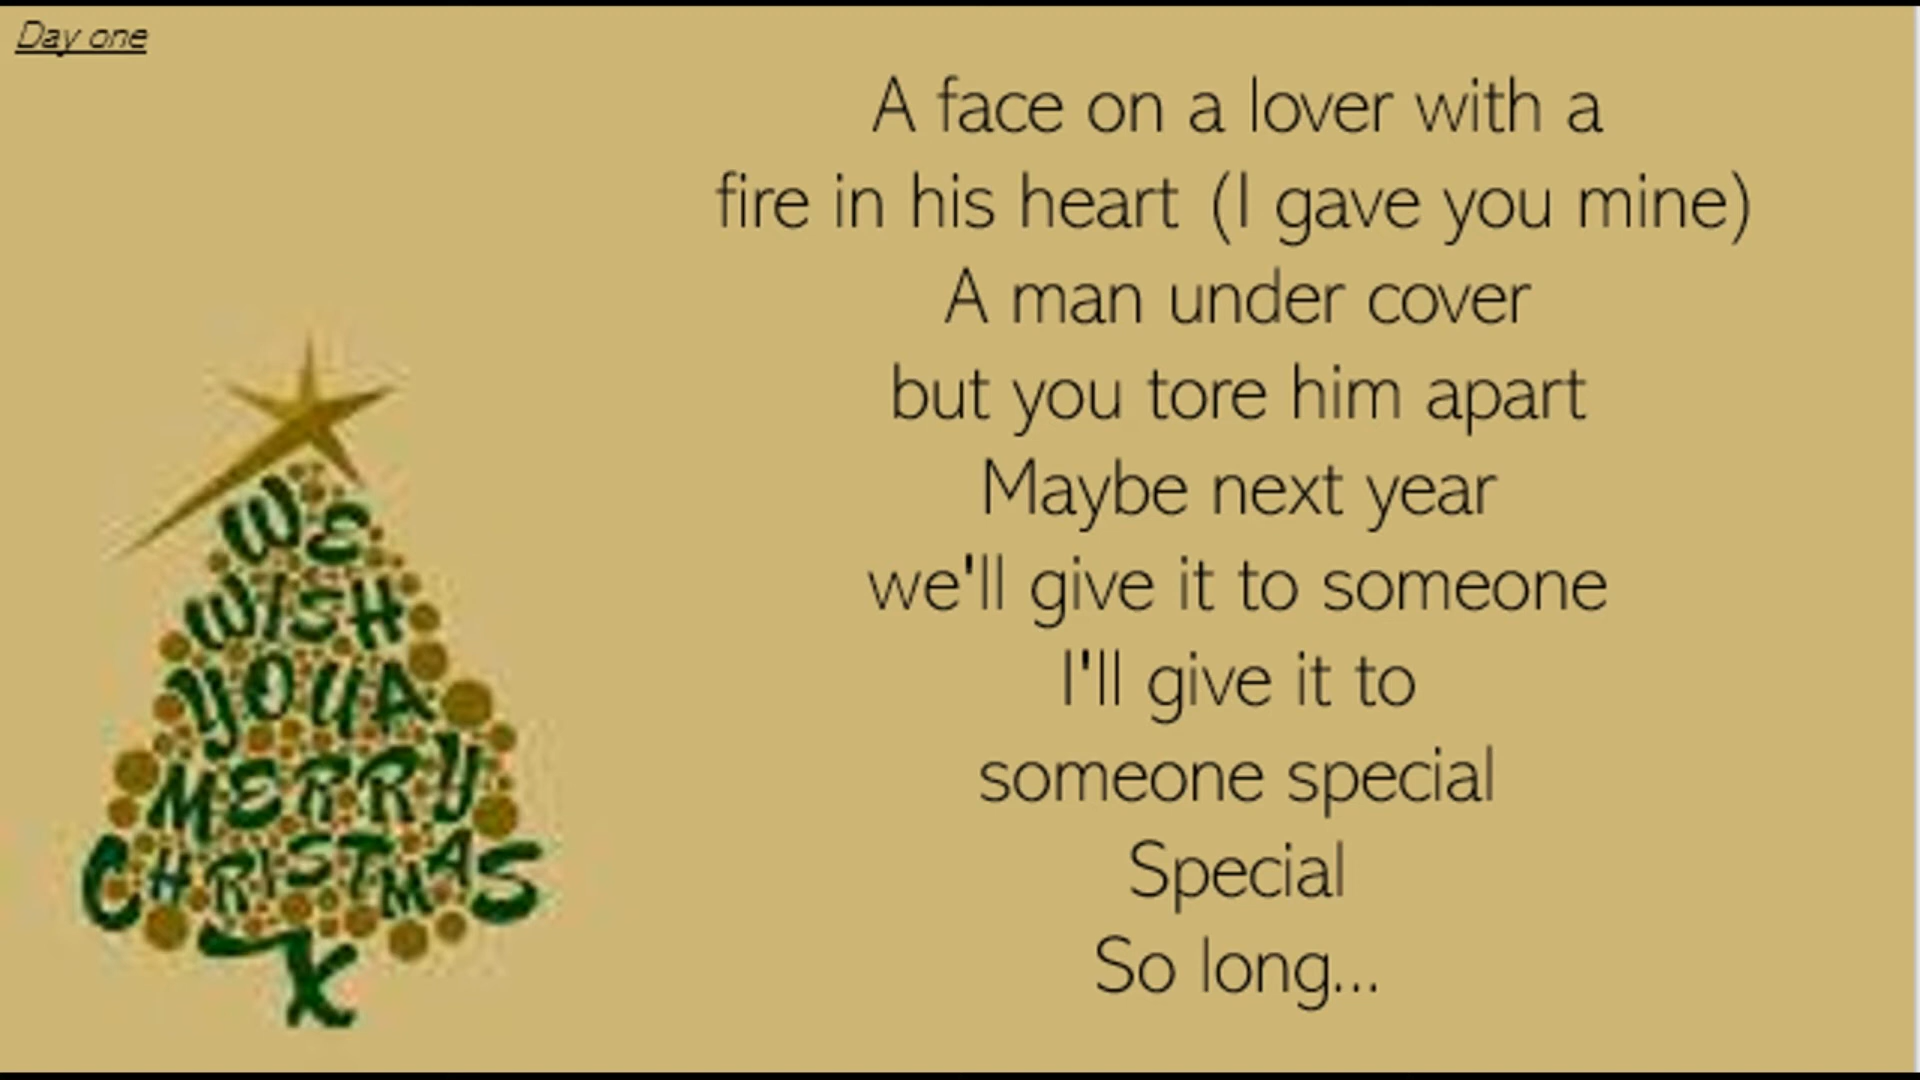 Day one
A face on a lover with a
fire in his heart (I gave you mine)
A man under cover
but you tore him apart
Maybe next year
we'll give it to someone
I'll give it to
someone special
Special
So long...
WE
WISH
YOU A
MERRY
CHRISTMAS